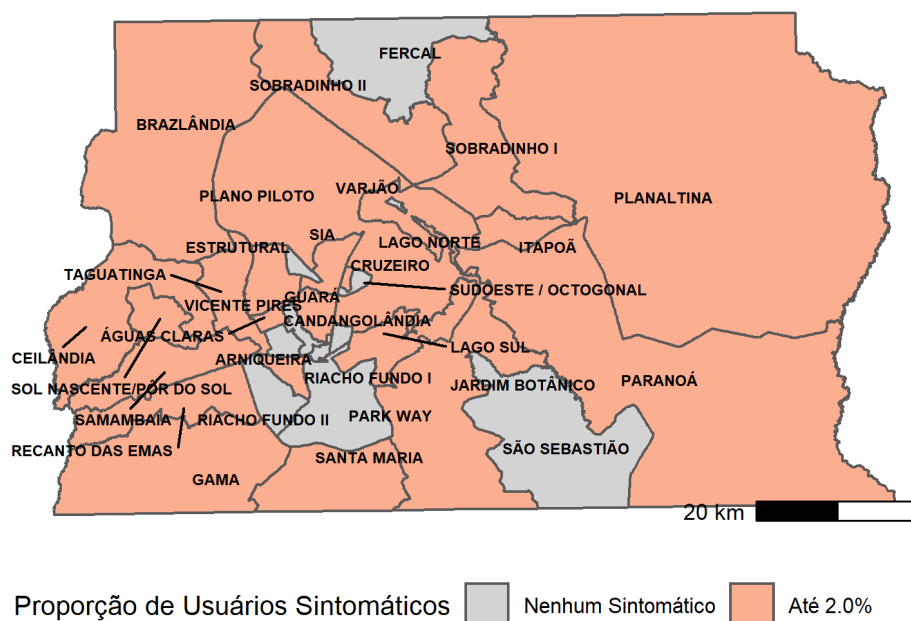 FERCAL
SOBRADINHO II
BRAZLÂNDIA
SOBRADINHO I
VARJÃO
PLANO PILOTO
PLANALTINA
SIA
LAGO NORTE
ESTRUTURAL
ITAPOÃ
CRUZEIRO
TAGUATINGA
SUDOESTE / OCTOGONAL
GUARÁ
VICENTE PIRES
CANDANGOLÂNDIA
ÁGUAS CLARAS
LAGO SUL
CEILÂNDIA
ARNIQUEIRA
RIACHO FUNDO I
PARANOÁ
JARDIM BOTÂNICO
SOL NASCENTE/PÔR DO SOL
PARK WAY
SAMAMBAIA
RIACHO FUNDO II
SÃO SEBASTIÃO
RECANTO DAS EMAS
SANTA MARIA
GAMA
20 km
Proporção de Usuários Sintomáticos
Nenhum Sintomático
Até 2.0%